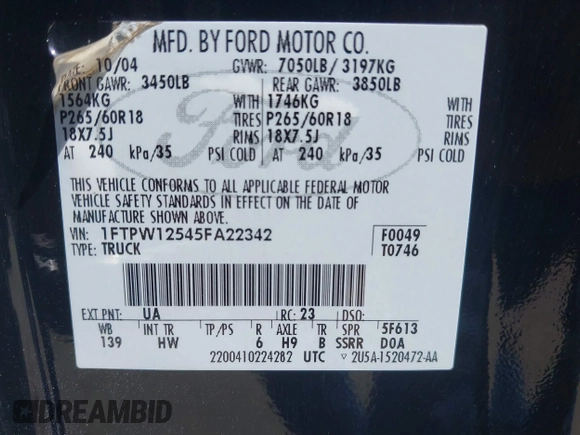 MFD. BY FORD MOTOR CO.
DATE: 10/04 GVWR: 7050LB/ 3197KG
FRONT GAWR: 3450LB REAR GAWR: 3850LB
1564KG WITH 1746KG WITH
P265/60R18 TIRES P265/60R18 TIRES
18X7.5J RIMS 18X7.5J RIMS
AT 240 kPa/35 PSI COLD AT 240 kPa/35 PSI COLD
Ford
THIS VEHICLE CONFORMS TO ALL APPLICABLE FEDERAL MOTOR
VEHICLE SAFETY STANDARDS IN EFFECT ON THE DATE OF
MANUFACTURE SHOWN ABOVE.
VIN: 1FTPW12545FA22342 F0049
TYPE: TRUCK T0746
EXT PNT: UA RC: 23 DSO:
WB INT TR TP/PS R AXLE TR SPR 5F613
139 HW 6 H9 B SSRR D0A
2200410224282 UTC ▽ 2U5A-1520472-AA
DREAMBID